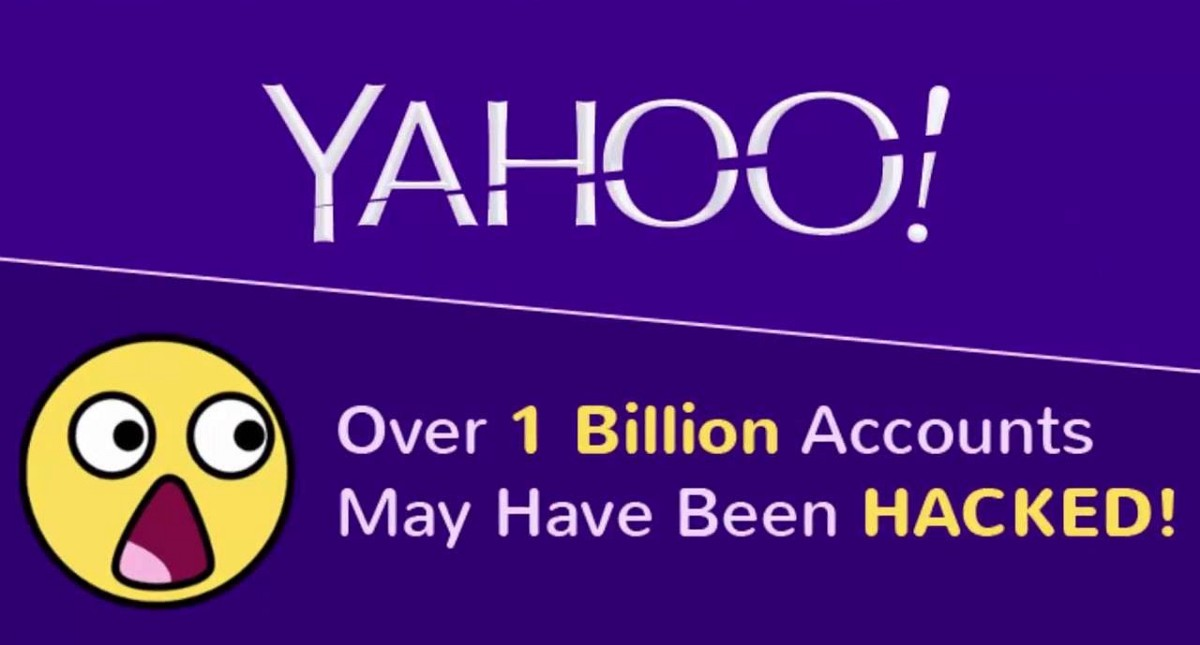 YAHOO!
Over 1 Billion Accounts
May Have Been HACKED!